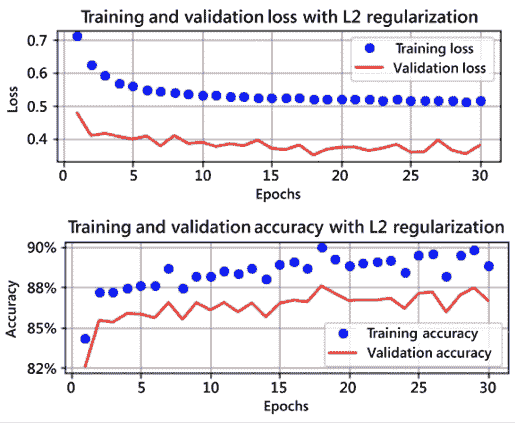 Training and validation loss with L2 regularization
0.7
0.6
0.5
0.4
Loss
Training loss
Validation loss
0 5 10 15 20 25 30
Epochs
Training and validation accuracy with L2 regularization
90%
88%
85%
82%
Accuracy
Training accuracy
Validation accuracy
0 5 10 15 20 25 30
Epochs